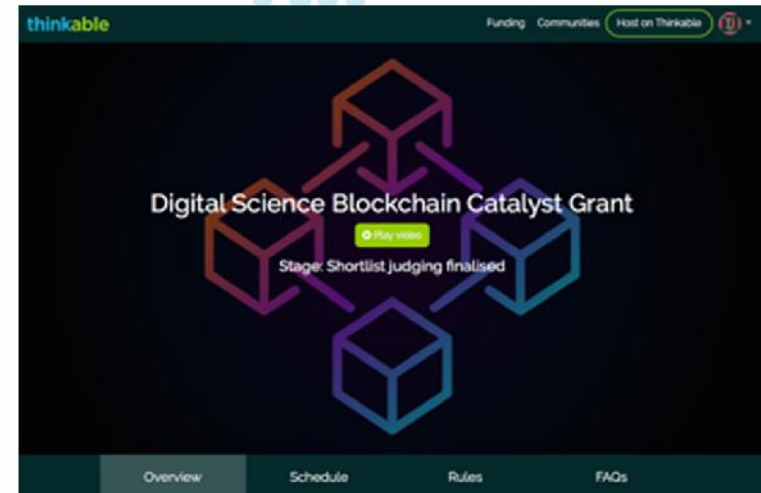 thinkable
Funding Communities Host on Thinkable
Digital Science Blockchain Catalyst Grant
Play video
Stage: Shortlist judging finalised
Overview Schedule Rules FAQs